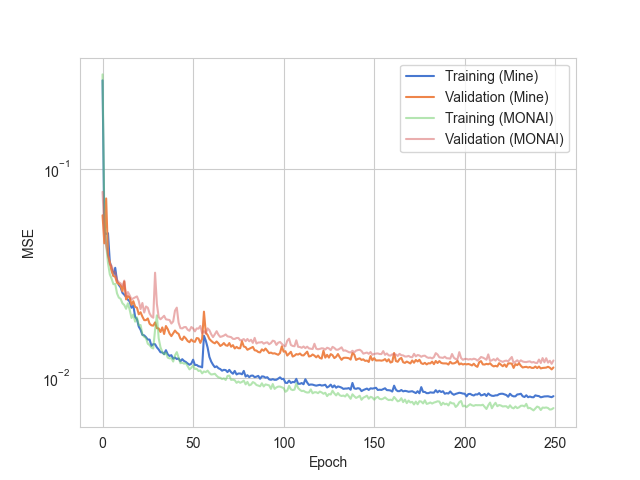 Training (Mine)
Validation (Mine)
Training (MONAI)
Validation (MONAI)
10⁻¹
10⁻²
MSE
0 50 100 150 200 250
Epoch